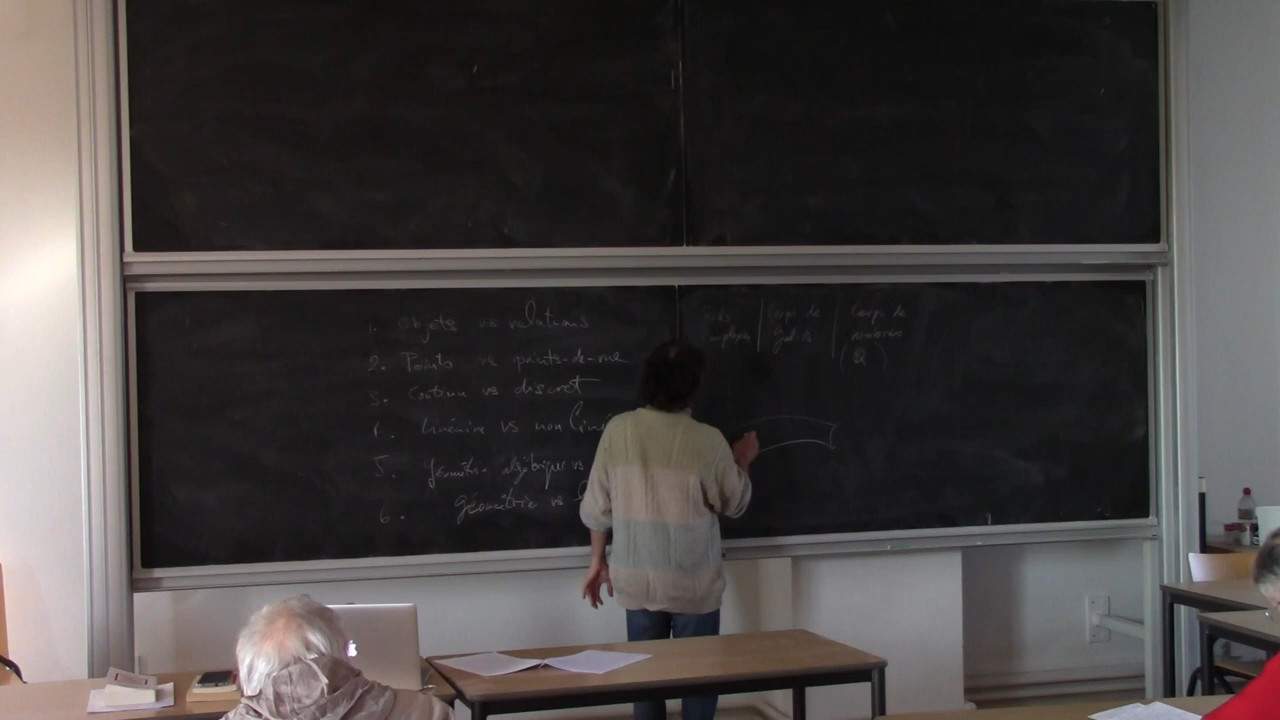 1. Objets vs relations
2. Points vs points-de-vue
3. Continu vs discret
4. linéaire vs non liné
5. géométrie algébrique vs
6. géométrie vs
Corps de
Galois
Corps de
nombres
(Q)